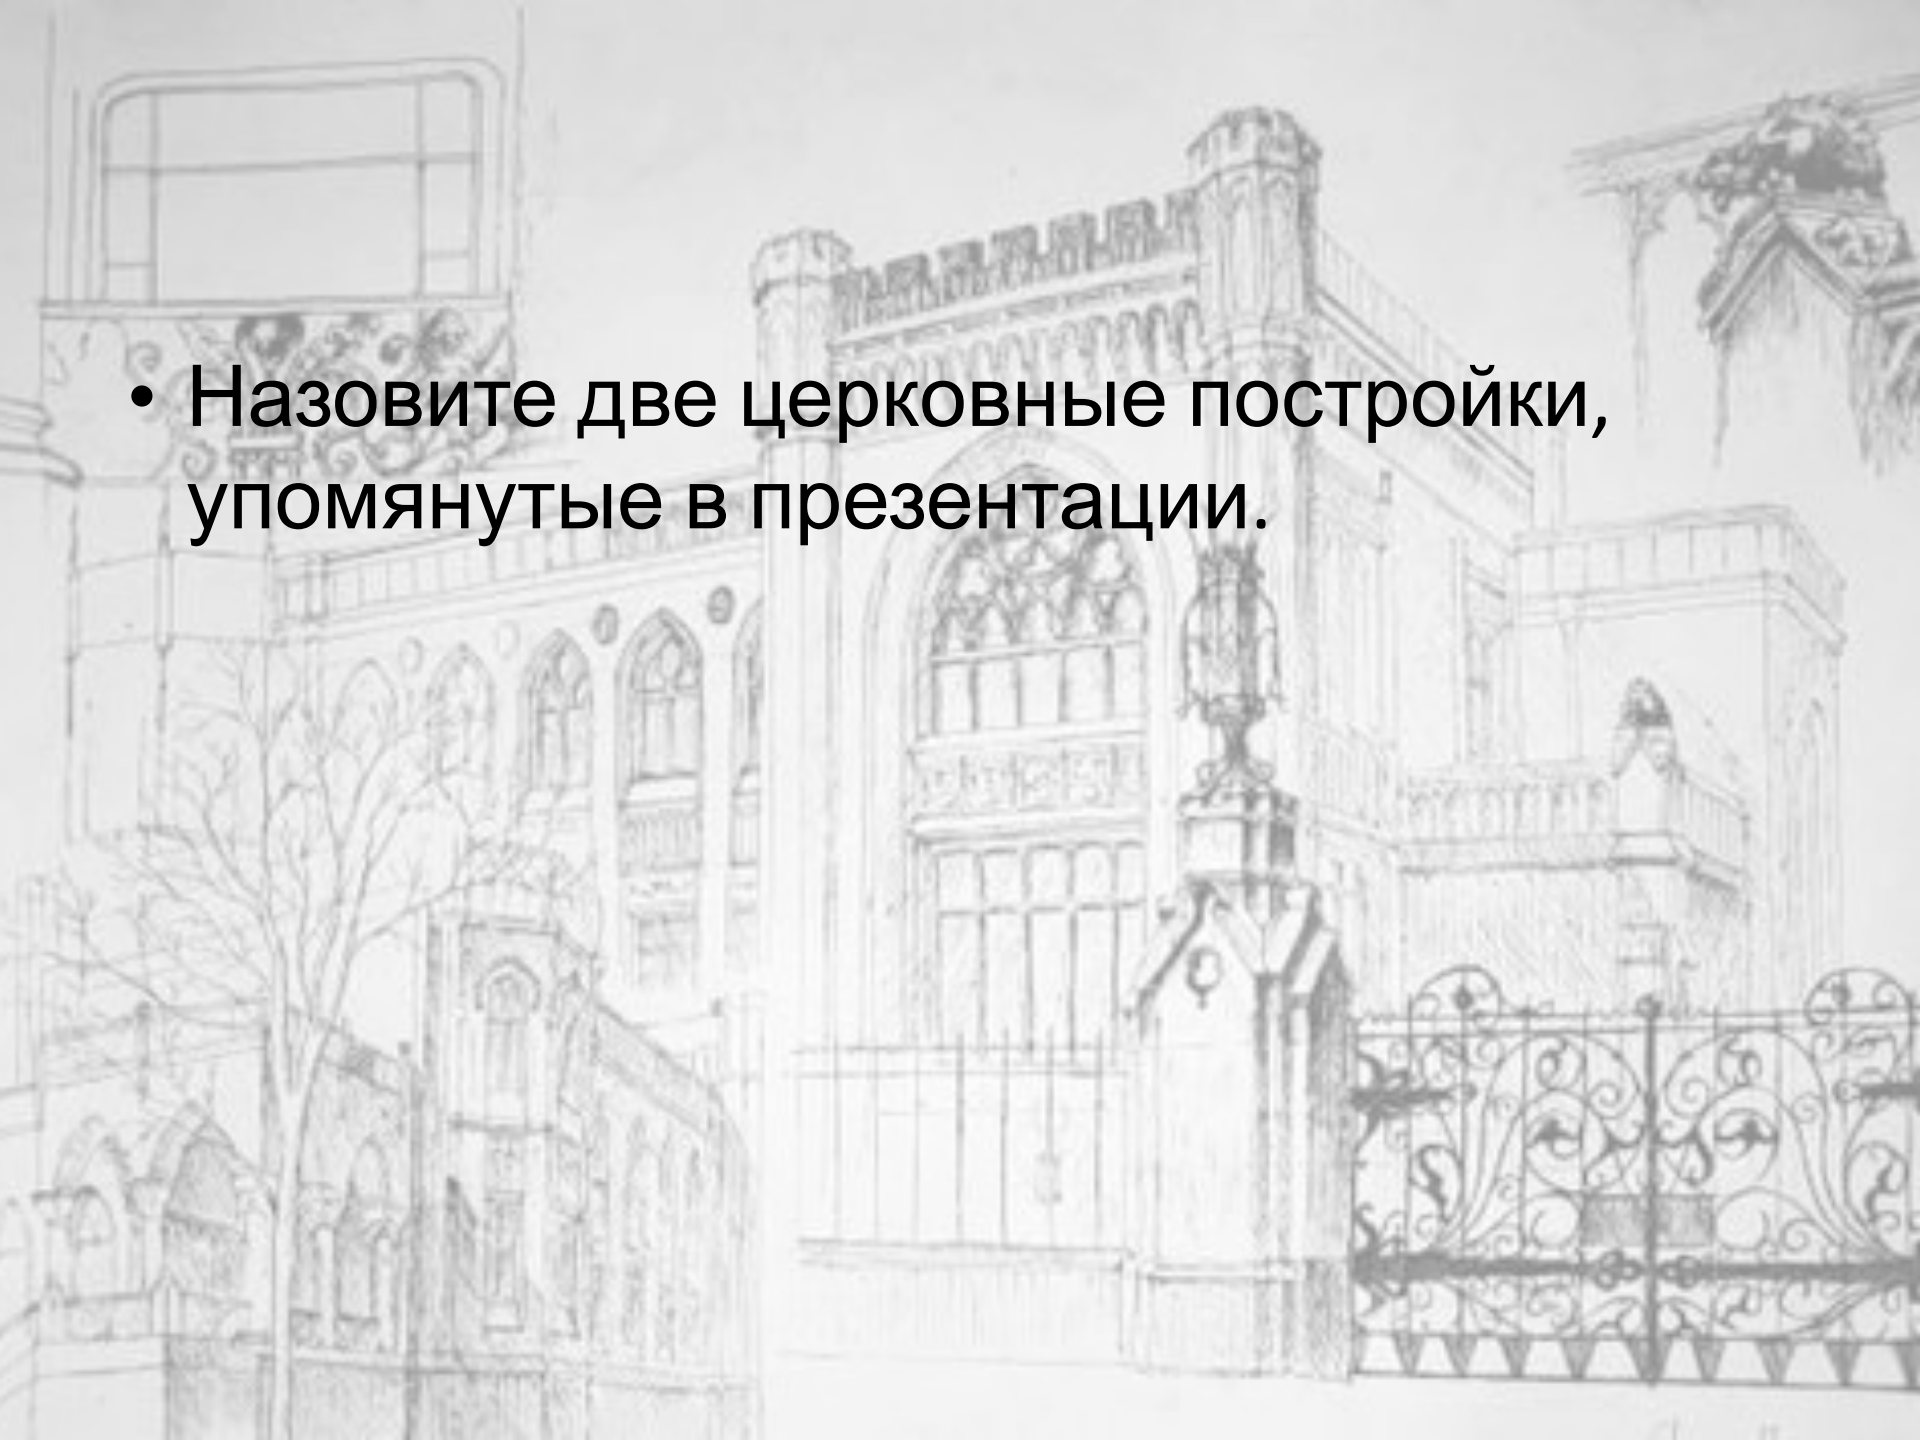 • Назовите две церковные постройки,
упомянутые в презентации.